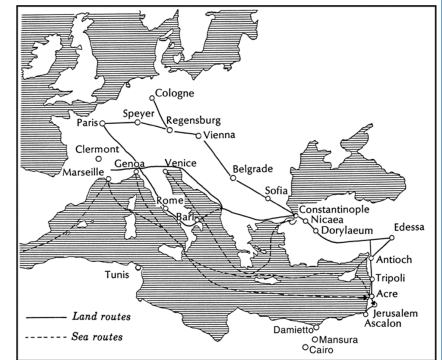 Cologne
Speyer
Regensburg
Paris
Vienna
Clermont
Genoa
Venice
Marseille
Belgrade
Rome
Sofia
Bari
Constantinople
Nicaea
Dorylaeum
Edessa
Antioch
Tunis
Tripoli
Acre
Jerusalem
Ascalon
Damietto
Mansura
Cairo
Land routes
Sea routes